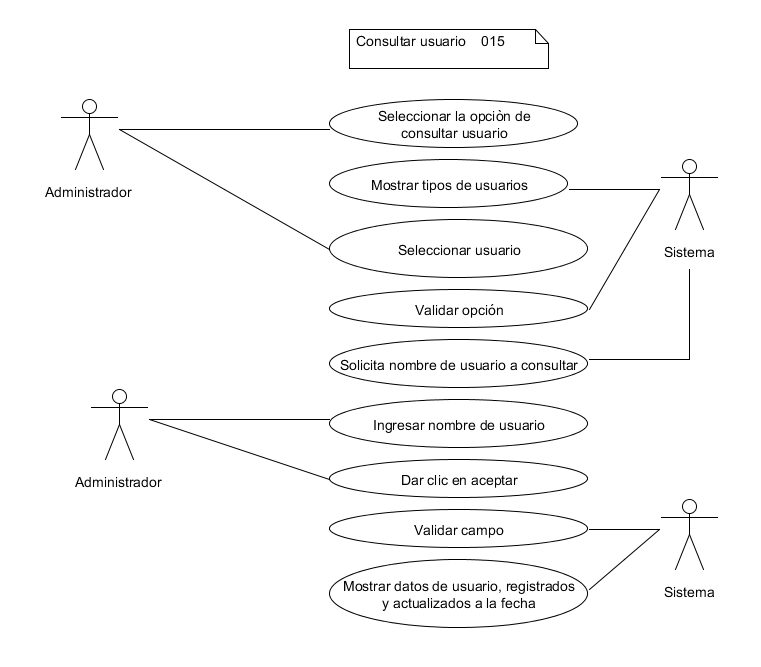 Consultar usuario 015
Seleccionar la opciòn de
consultar usuario
Administrador
Mostrar tipos de usuarios
Seleccionar usuario
Sistema
Validar opción
Solicita nombre de usuario a consultar
Ingresar nombre de usuario
Administrador
Dar clic en aceptar
Validar campo
Mostrar datos de usuario, registrados
y actualizados a la fecha
Sistema